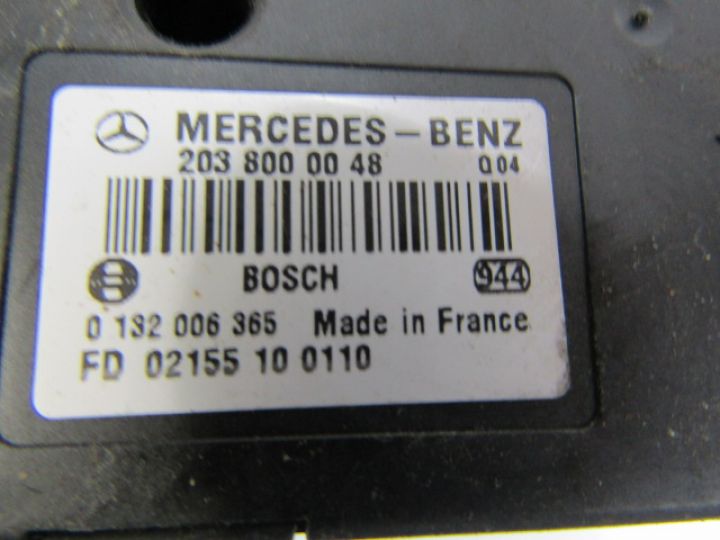 MERCEDES-BENZ
203 800 00 48 Q04
BOSCH 944
0 132 006 365 Made in France
FD 02155 10 0110